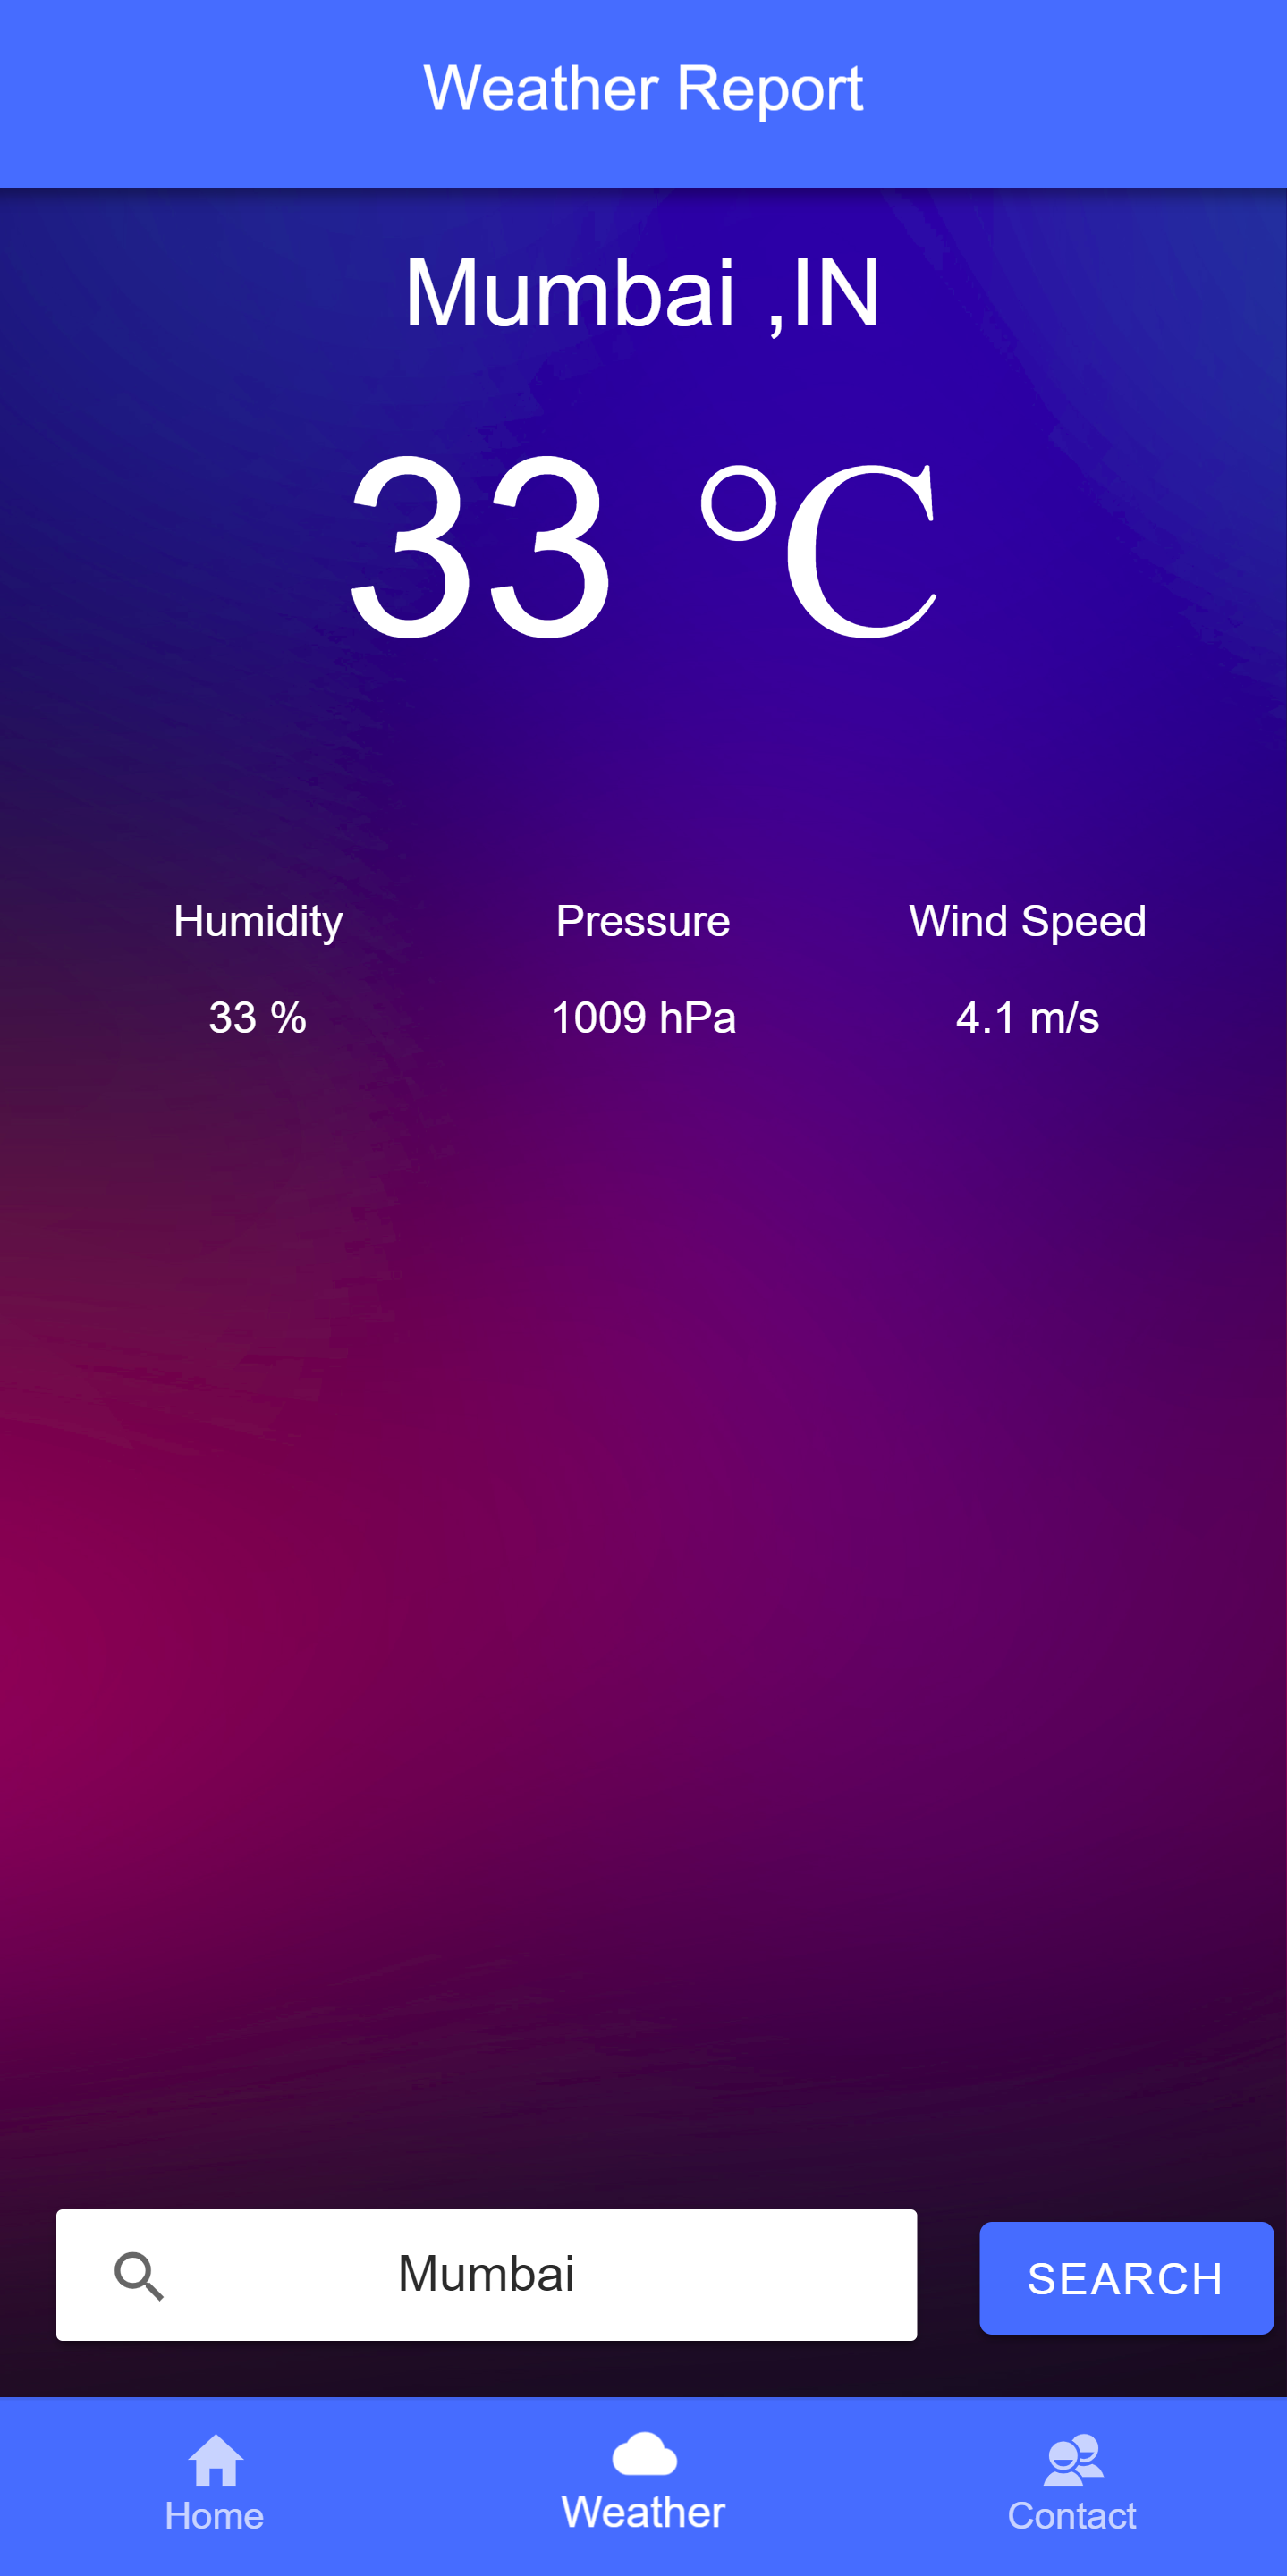 Weather Report
Mumbai ,IN
33 °C
Humidity Pressure Wind Speed
33 % 1009 hPa 4.1 m/s
Mumbai SEARCH
Home Weather Contact